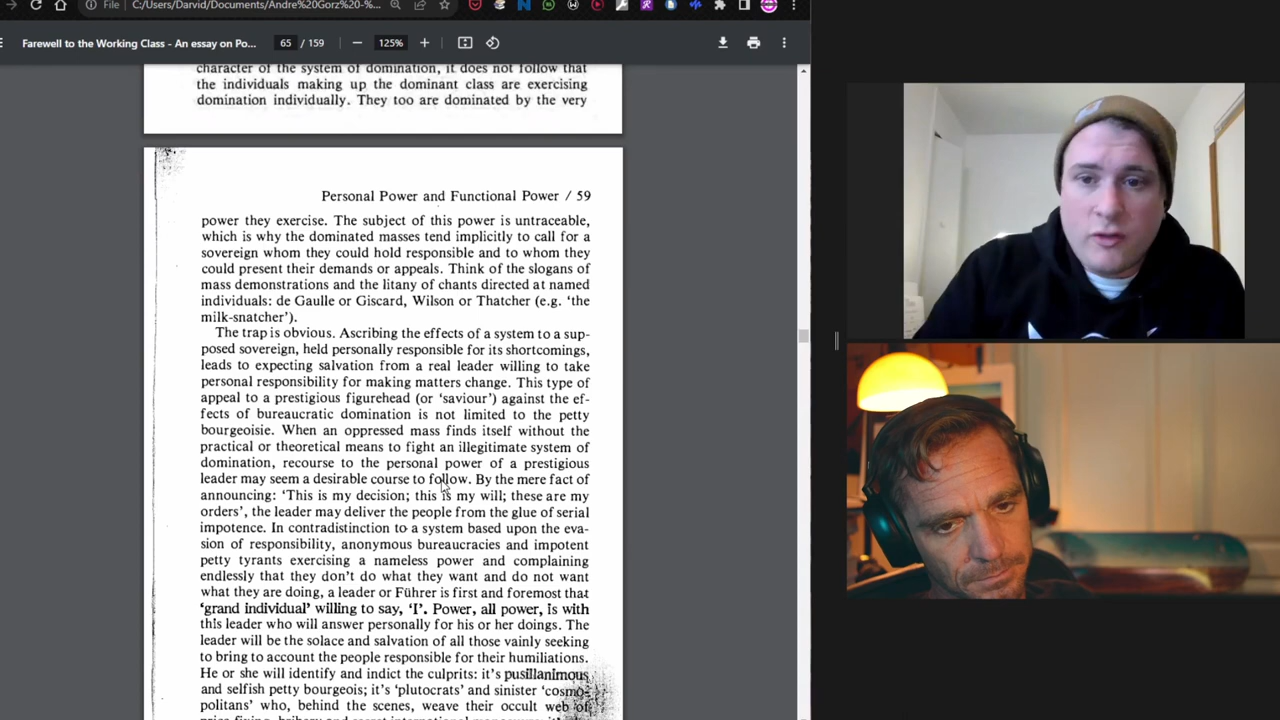 File
C:/Users/Darvid/Documents/Andre%20Gorz%20-%...
Farewell to the Working Class - An essay on Po...
65 / 159
125%
character of the system of domination, it does not follow that
the individuals making up the dominant class are exercising
domination individually. They too are dominated by the very
Personal Power and Functional Power / 59
power they exercise. The subject of this power is untraceable,
which is why the dominated masses tend implicitly to call for a
sovereign whom they could hold responsible and to whom they
could present their demands or appeals. Think of the slogans of
mass demonstrations and the litany of chants directed at named
individuals: de Gaulle or Giscard, Wilson or Thatcher (e.g. ‘the
milk-snatcher’).
The trap is obvious. Ascribing the effects of a system to a sup-
posed sovereign, held personally responsible for its shortcomings,
leads to expecting salvation from a real leader willing to take
personal responsibility for making matters change. This type of
appeal to a prestigious figurehead (or ‘saviour’) against the ef-
fects of bureaucratic domination is not limited to the petty
bourgeoisie. When an oppressed mass finds itself without the
practical or theoretical means to fight an illegitimate system of
domination, recourse to the personal power of a prestigious
leader may seem a desirable course to follow. By the mere fact of
announcing: ‘This is my decision; this is my will; these are my
orders’, the leader may deliver the people from the glue of serial
impotence. In contradistinction to a system based upon the eva-
sion of responsibility, anonymous bureaucracies and impotent
petty tyrants exercising a nameless power and complaining
endlessly that they don’t do what they want and do not want
what they are doing, a leader or Führer is first and foremost that
‘grand individual’ willing to say, ‘I’. Power, all power, is with
this leader who will answer personally for his or her doings. The
leader will be the solace and salvation of all those vainly seeking
to bring to account the people responsible for their humiliations.
He or she will identify and indict the culprits: it’s pusillanimous
and selfish petty bourgeois; it’s ‘plutocrats’ and sinister ‘cosmo-
politans’ who, behind the scenes, weave their occult web of